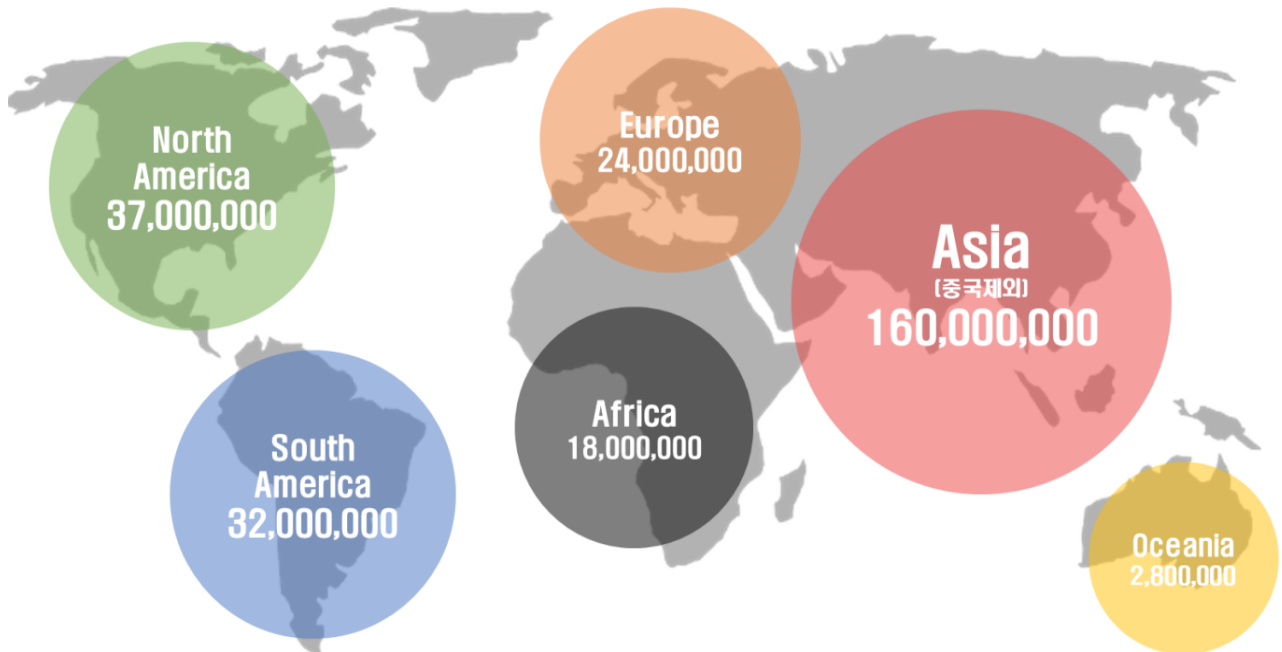 North
America
37,000,000
Europe
24,000,000
Asia
(중국제외)
160,000,000
South
America
32,000,000
Africa
18,000,000
Oceania
2,800,000